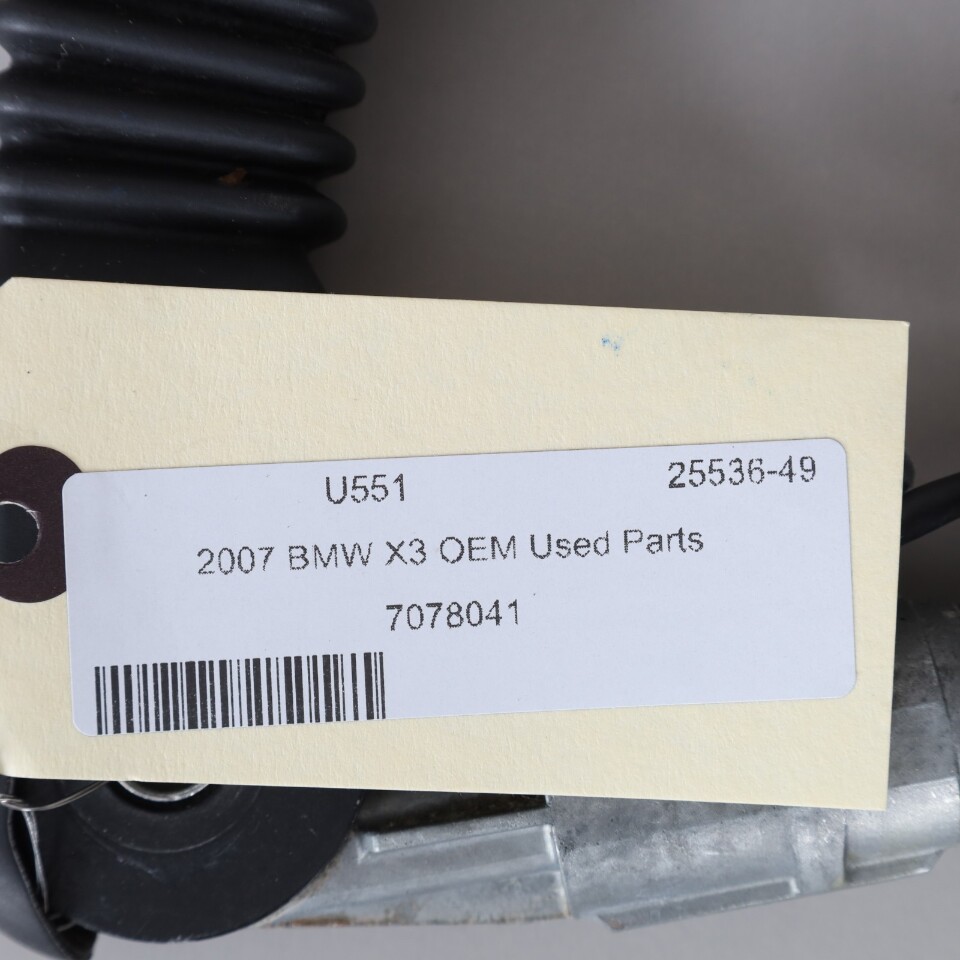 U551 25536-49
2007 BMW X3 OEM Used Parts
7078041